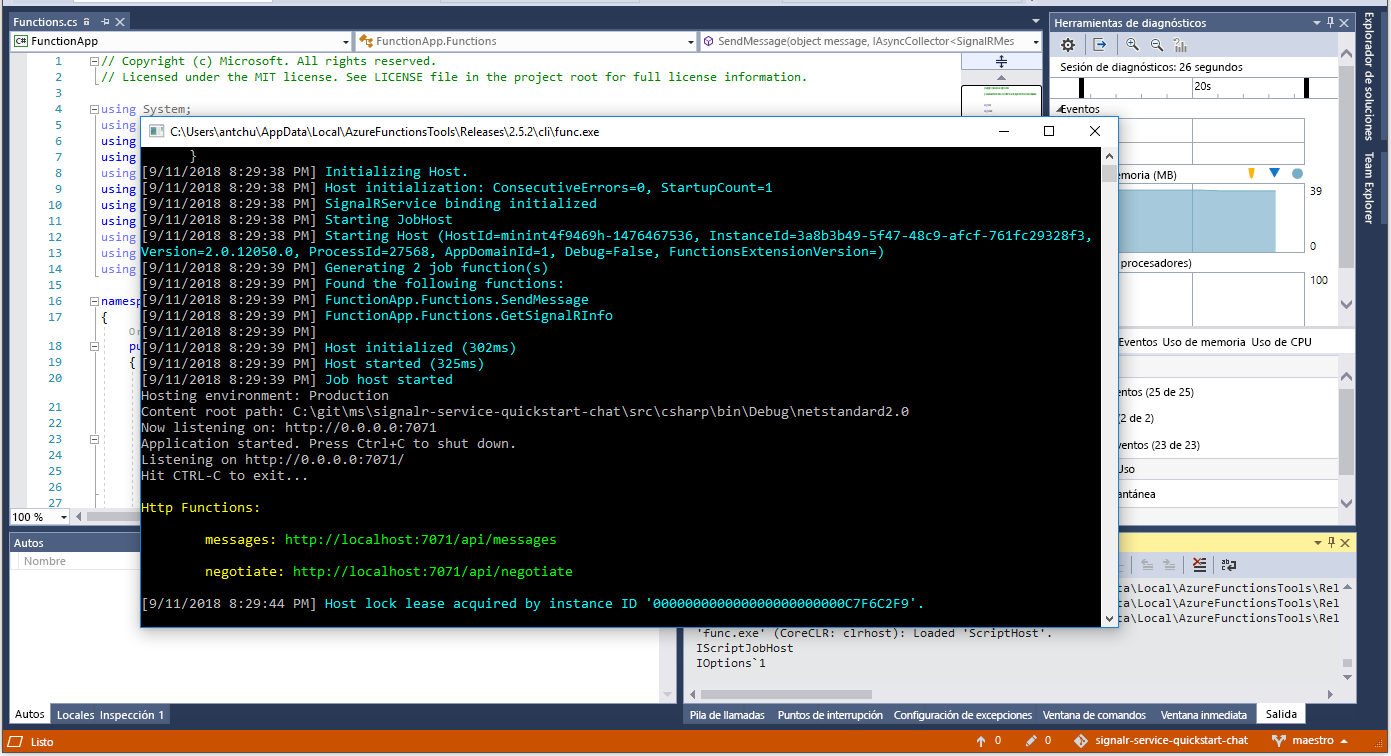 Functions.cs
FunctionApp
FunctionApp.Functions
SendMessage(object message, IAsyncCollector<SignalRMes
1 // Copyright (c) Microsoft. All rights reserved.
2 // Licensed under the MIT license. See LICENSE file in the project root for full license information.
3
4 using System;
5 using
6 using
7 using
8 using
9 using
10 using
11 using
12 using
13 using
14 using
15
16 namesp
17 {
18 pu
19 {
20
21
22
23
24
25
26
27
100 %
C:\Users\antchu\AppData\Local\AzureFunctionsTools\Releases\2.5.2\cli\func.exe
}
[9/11/2018 8:29:38 PM] Initializing Host.
[9/11/2018 8:29:38 PM] Host initialization: ConsecutiveErrors=0, StartupCount=1
[9/11/2018 8:29:38 PM] SignalRService binding initialized
[9/11/2018 8:29:38 PM] Starting JobHost
[9/11/2018 8:29:38 PM] Starting Host (HostId=minint4f9469h-1476467536, InstanceId=3a8b3b49-5f47-48c9-afcf-761fc29328f3,
Version=2.0.12050.0, ProcessId=27568, AppDomainId=1, Debug=False, FunctionsExtensionVersion=)
[9/11/2018 8:29:39 PM] Generating 2 job function(s)
[9/11/2018 8:29:39 PM] Found the following functions:
[9/11/2018 8:29:39 PM] FunctionApp.Functions.SendMessage
[9/11/2018 8:29:39 PM] FunctionApp.Functions.GetSignalRInfo
[9/11/2018 8:29:39 PM]
[9/11/2018 8:29:39 PM] Host initialized (302ms)
[9/11/2018 8:29:39 PM] Host started (325ms)
[9/11/2018 8:29:39 PM] Job host started
Hosting environment: Production
Content root path: C:\git\ms\signalr-service-quickstart-chat\src\csharp\bin\Debug\netstandard2.0
Now listening on: http://0.0.0.0:7071
Application started. Press Ctrl+C to shut down.
Listening on http://0.0.0.0:7071/
Hit CTRL-C to exit...
Http Functions:
messages: http://localhost:7071/api/messages
negotiate: http://localhost:7071/api/negotiate
[9/11/2018 8:29:44 PM] Host lock lease acquired by instance ID '000000000000000000000000C7F6C2F9'.
Herramientas de diagnósticos
Sesión de diagnósticos: 26 segundos
20s
Eventos
emoria (MB)
39
0
procesadores)
100
Eventos Uso de memoria Uso de CPU
entos (25 de 25)
(2 de 2)
ventos (23 de 23)
Uso
antánea
Explorador de soluciones
Team Explorer
Autos
Nombre
Autos Locales Inspección 1
ca\Local\AzureFunctionsTools\Rel
ca\Local\AzureFunctionsTools\Rel
ca\Local\AzureFunctionsTools\Rel
'func.exe' (CoreCLR: clrhost): Loaded 'ScriptHost'.
IScriptJobHost
IOptions`1
Pila de llamadas Puntos de interrupción Configuración de excepciones Ventana de comandos Ventana inmediata Salida
Listo
0 0 signalr-service-quickstart-chat maestro